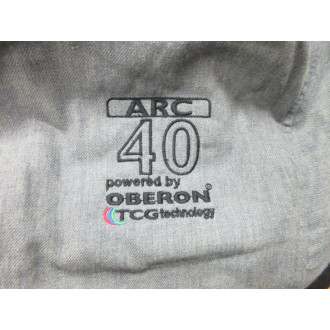 ARC
40
powered by
OBERON®
TCG technology